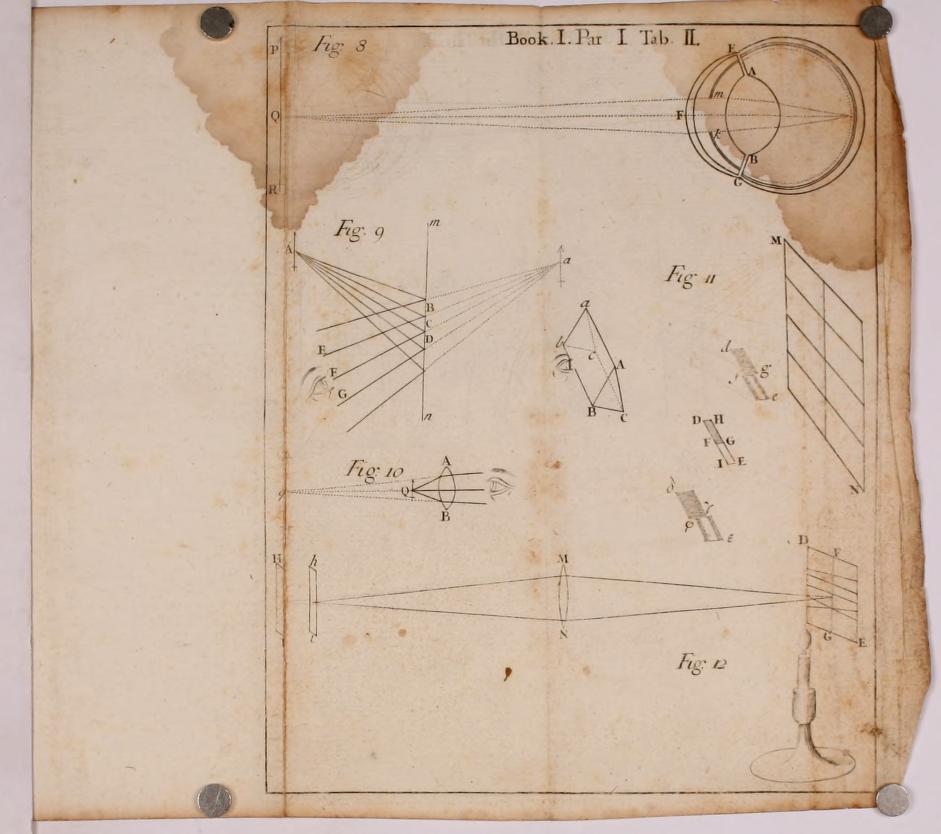 Book. I. Par I Tab. II.
P
Fig: 8
E
A
m
Q
F
k
B
G
R
Fig. 9
m
A
a
B
C
D
E
F
G
n
Fig 11
M
a
b
c
A
B
C
d
g
e
D H
F G
I E
N
δ
γ
φ
ε
Fig: 10
A
q
Q
B
H
h
M
D
F
N
G
E
Fig: 12